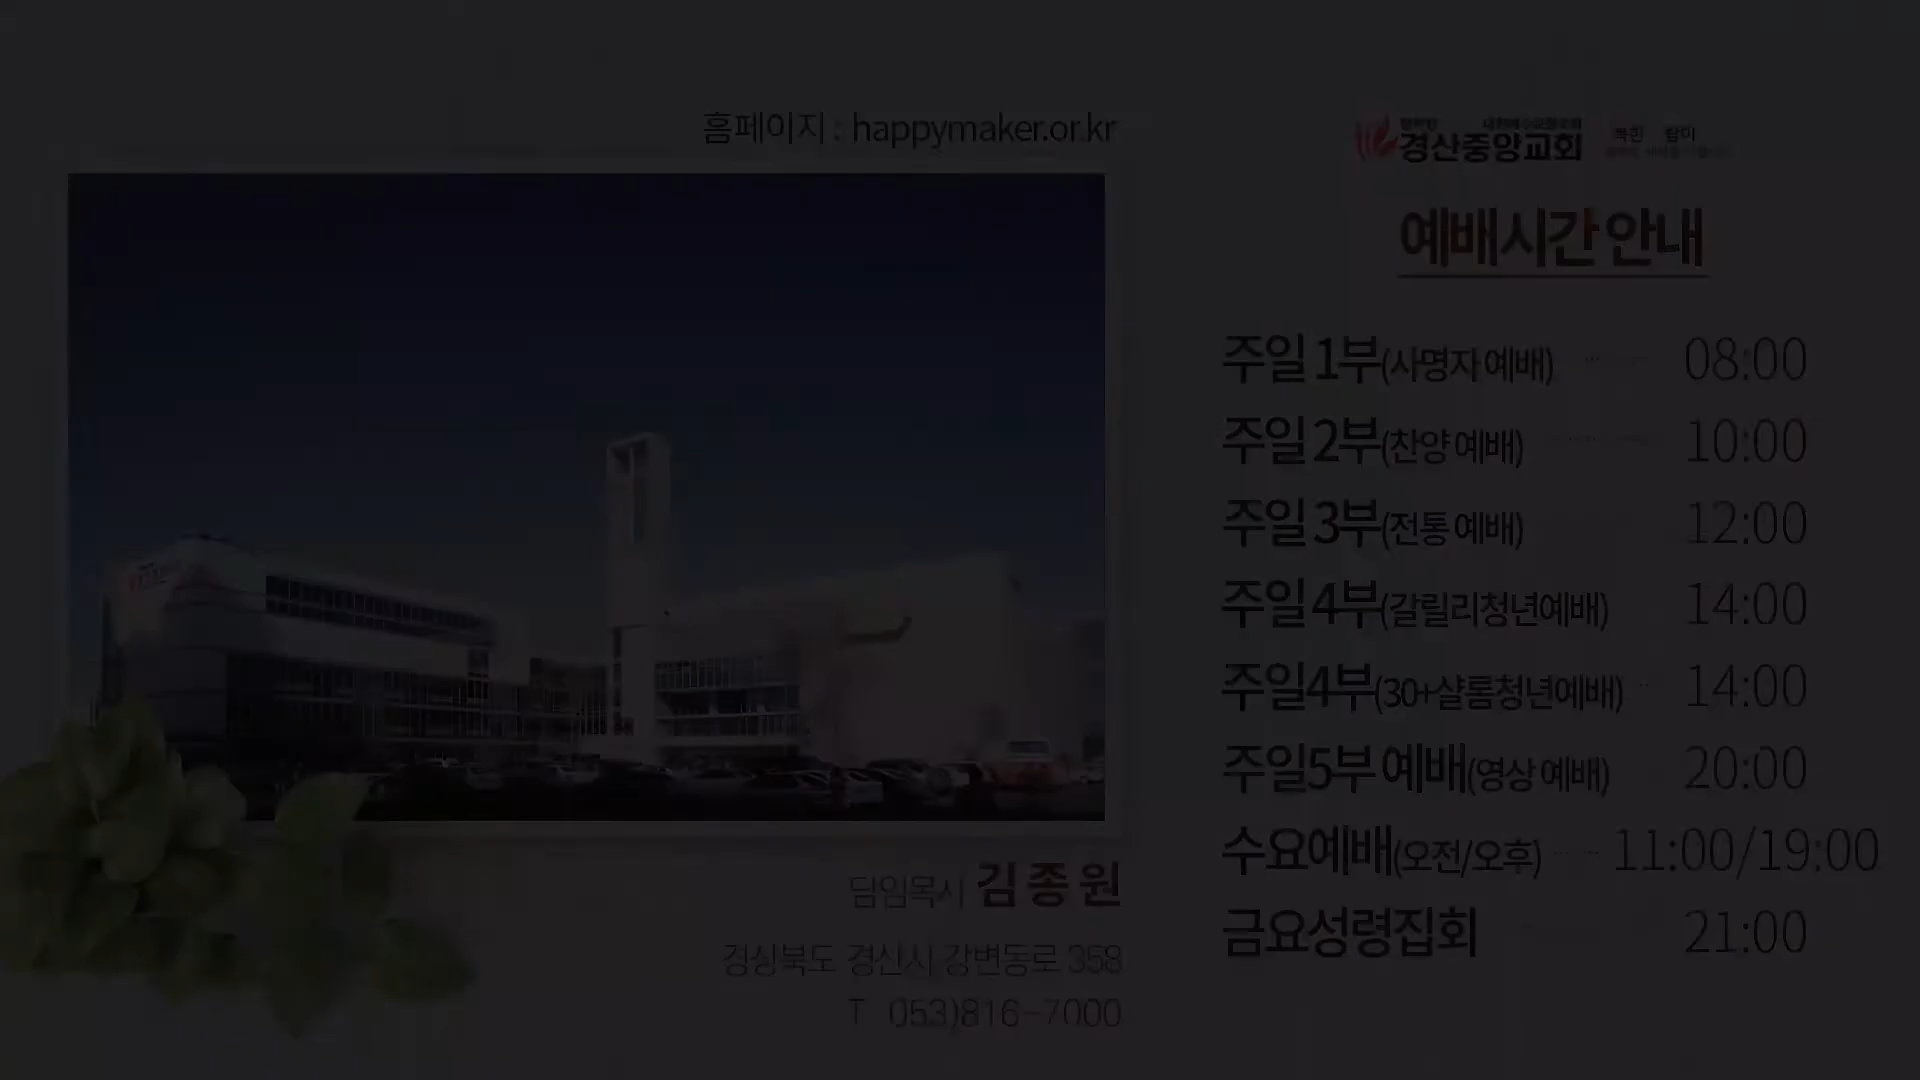 홈페이지 : happymaker.or.kr
경산중앙교회
예배시간 안내
주일 1부(사명자 예배) 08:00
주일 2부(찬양 예배) 10:00
주일 3부(전통 예배) 12:00
주일 4부(갈릴리청년예배) 14:00
주일4부(30+샬롬청년예배) 14:00
주일5부 예배(영상 예배) 20:00
수요예배(오전/오후) 11:00/19:00
금요성령집회 21:00
담임목사 김종원
경상북도 경산시 강변동로 358
T 053)816-7000